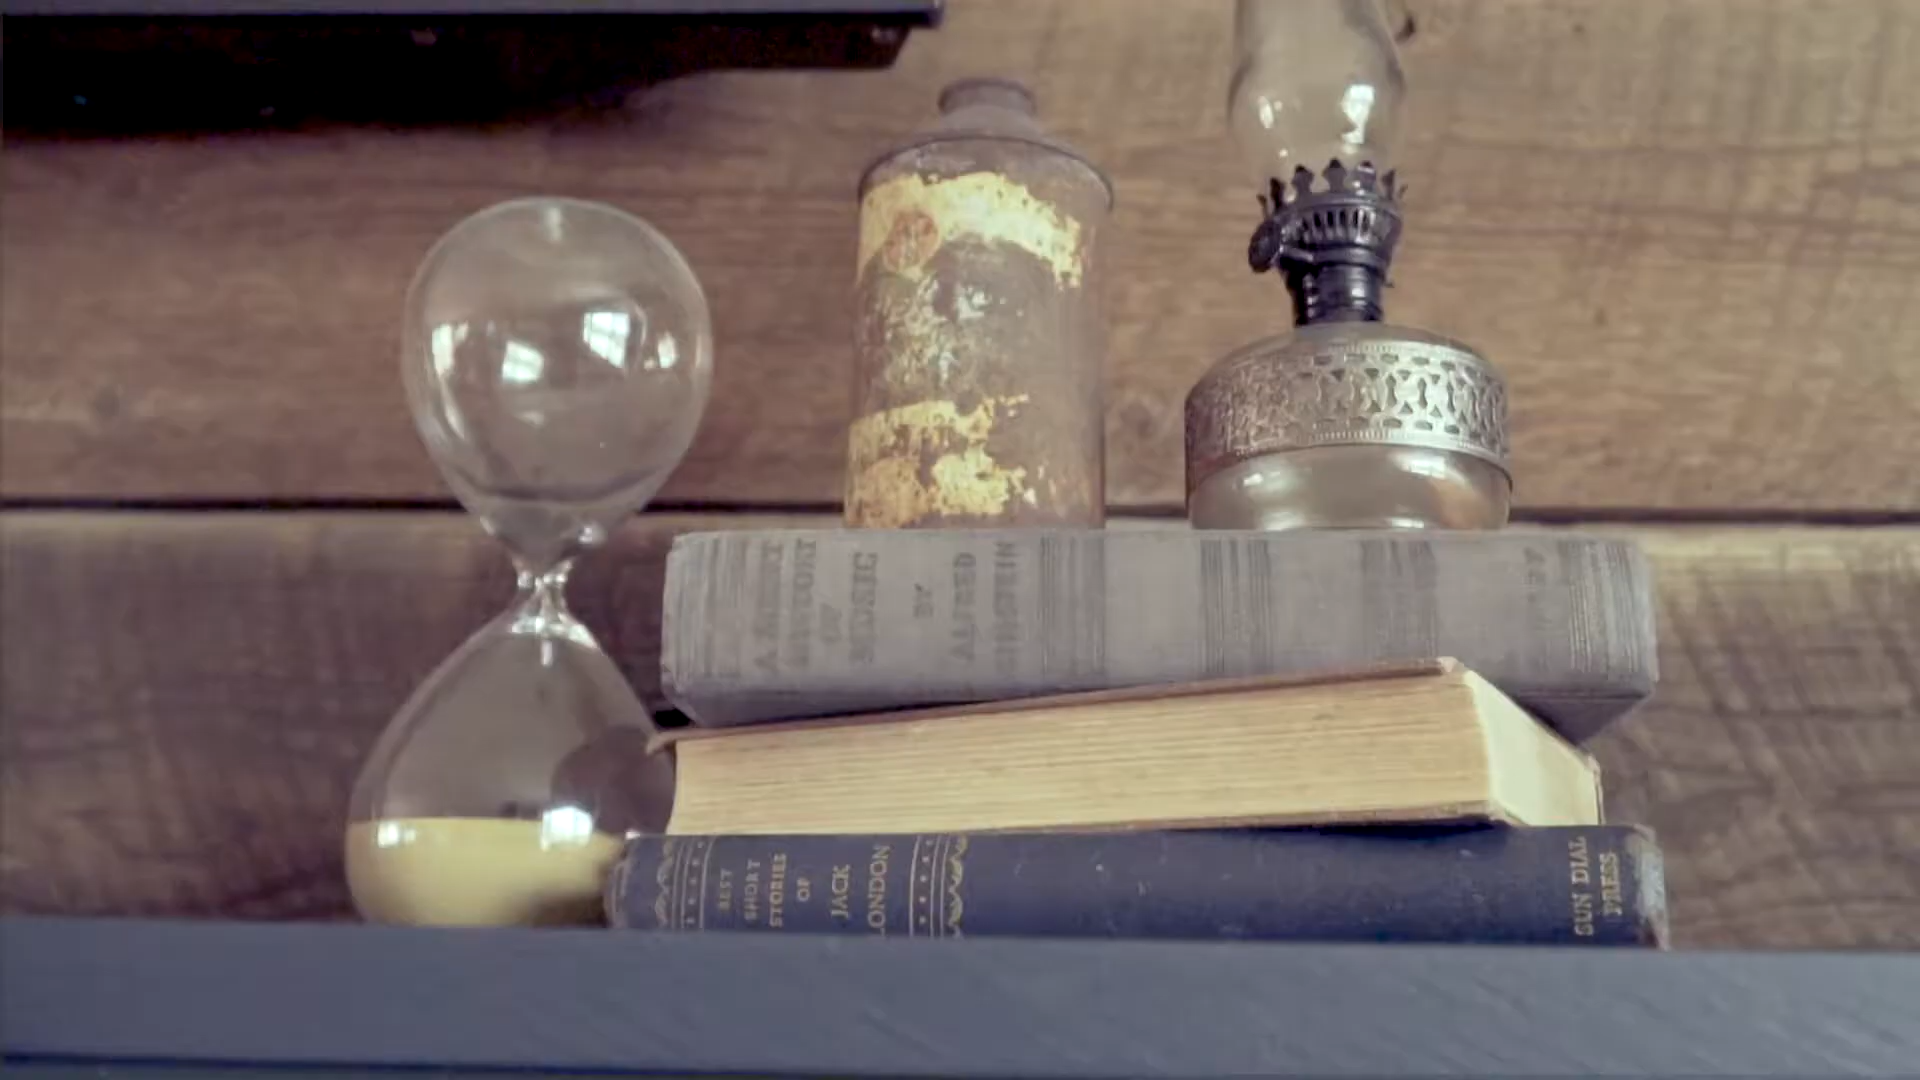 A SHORT
HISTORY
OF
MUSIC
BY
ALFRED
EINSTEIN
BEST
SHORT
STORIES
OF
JACK
LONDON
SUN DIAL
PRESS